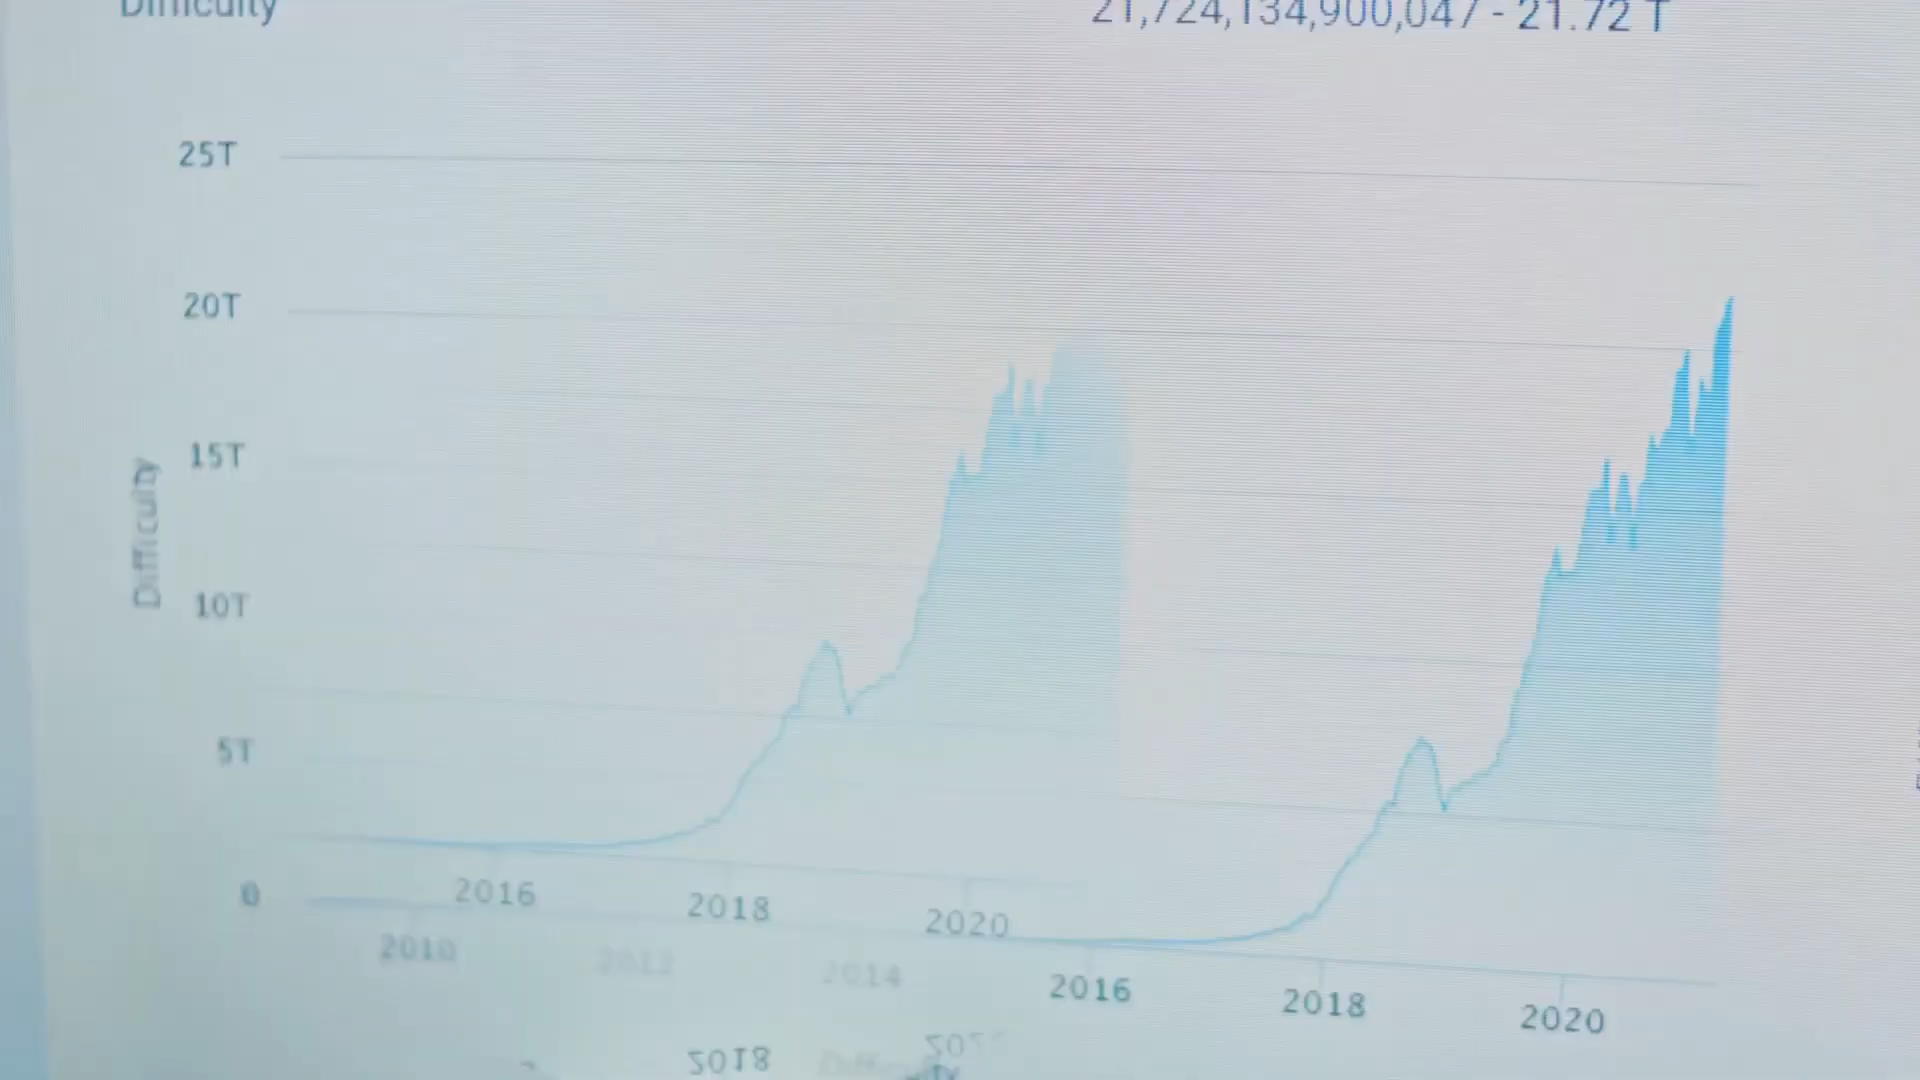 Difficulty 21,724,134,900,047 - 21.72 T
25T
20T
15T
Difficulty
10T
5T
0
2016 2018 2020
2010 2012 2014
2016 2018 2020
2018